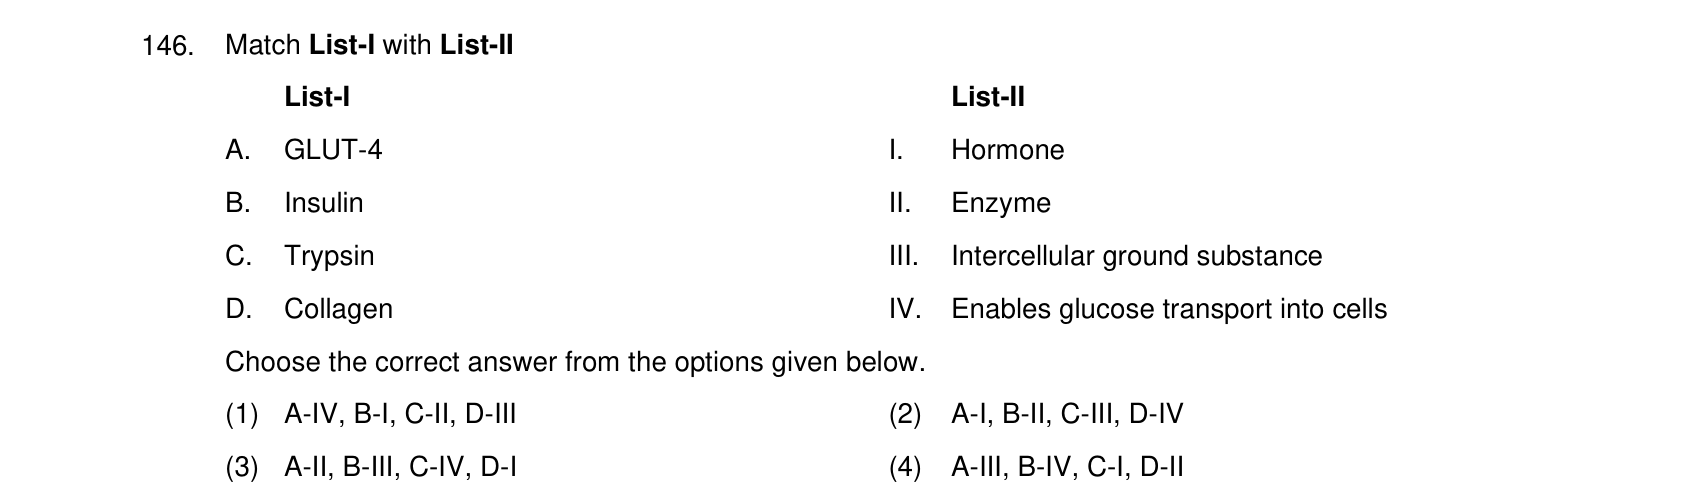 146. Match List-I with List-II
List-I List-II
A. GLUT-4 I. Hormone
B. Insulin II. Enzyme
C. Trypsin III. Intercellular ground substance
D. Collagen IV. Enables glucose transport into cells
Choose the correct answer from the options given below.
(1) A-IV, B-I, C-II, D-III (2) A-I, B-II, C-III, D-IV
(3) A-II, B-III, C-IV, D-I (4) A-III, B-IV, C-I, D-II